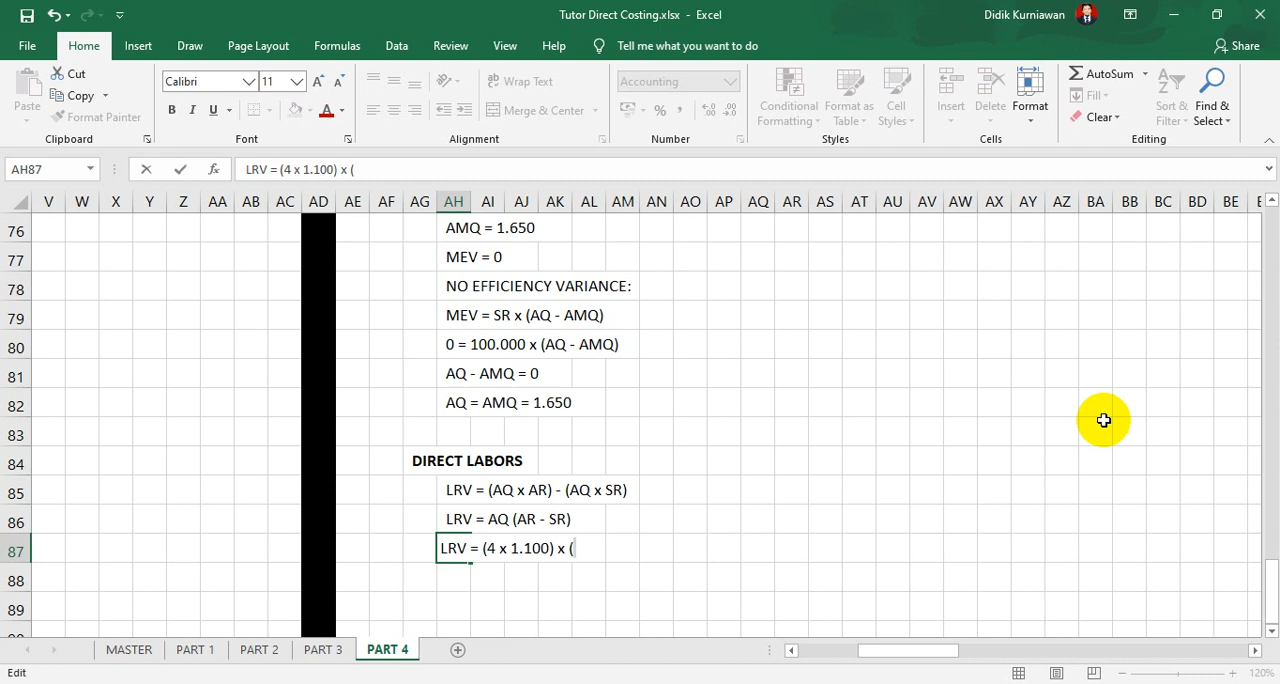 Tutor Direct Costing.xlsx - Excel
Didik Kurniawan
File Home Insert Draw Page Layout Formulas Data Review View Help Tell me what you want to do Share
Paste
Cut
Copy
Format Painter
Clipboard
Calibri 11
B I U
Font
Wrap Text
Merge & Center
Alignment
Accounting
Number
Conditional Formatting
Format as Table
Cell Styles
Styles
Insert Delete Format
Cells
AutoSum
Fill
Clear
Sort & Filter
Find & Select
Editing
AH87 fx LRV = (4 x 1.100) x (
V W X Y Z AA AB AC AD AE AF AG AH AI AJ AK AL AM AN AO AP AQ AR AS AT AU AV AW AX AY AZ BA BB BC BD BE
76 AMQ = 1.650
77 MEV = 0
78 NO EFFICIENCY VARIANCE:
79 MEV = SR x (AQ - AMQ)
80 0 = 100.000 x (AQ - AMQ)
81 AQ - AMQ = 0
82 AQ = AMQ = 1.650
83
84 DIRECT LABORS
85 LRV = (AQ x AR) - (AQ x SR)
86 LRV = AQ (AR - SR)
87 LRV = (4 x 1.100) x (
88
89
MASTER PART 1 PART 2 PART 3 PART 4
Edit 120%